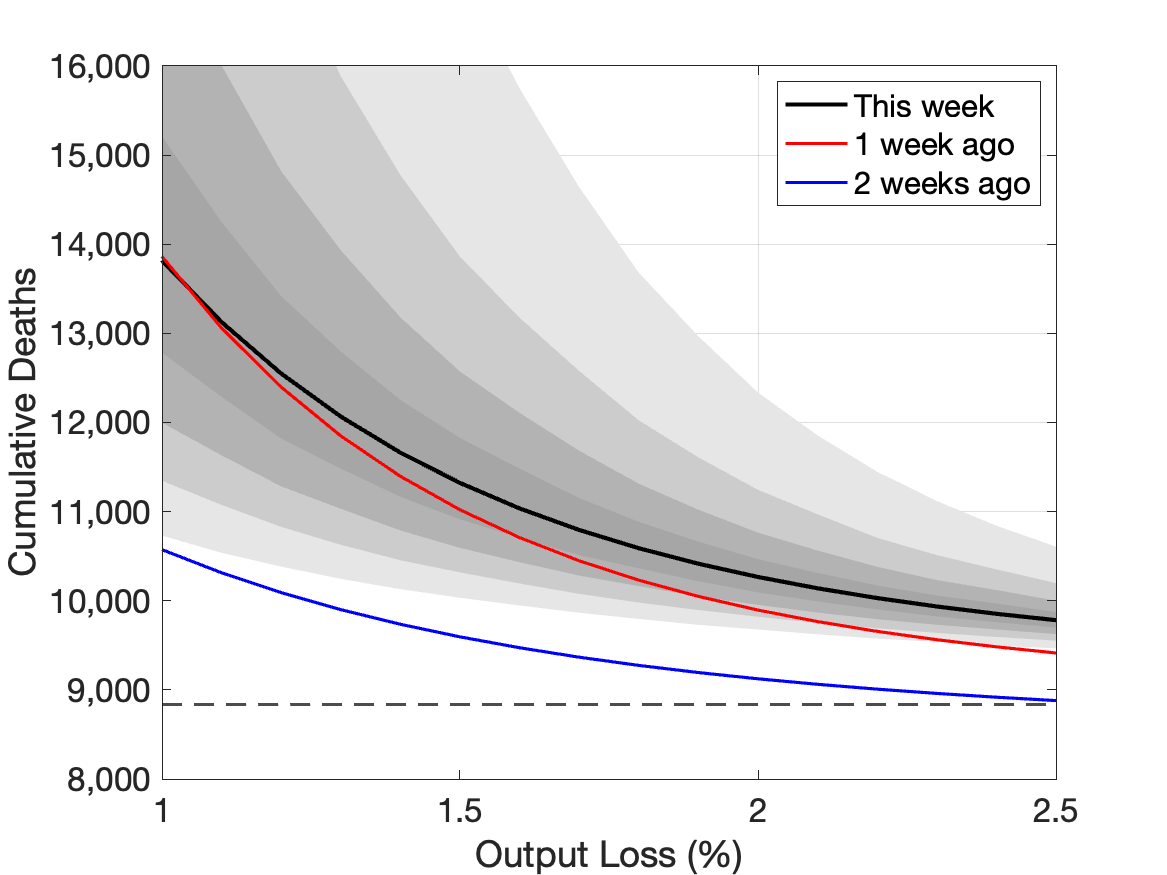 16,000
15,000
14,000
13,000
12,000
11,000
10,000
9,000
8,000
Cumulative Deaths
This week
1 week ago
2 weeks ago
1 1.5 2 2.5
Output Loss (%)